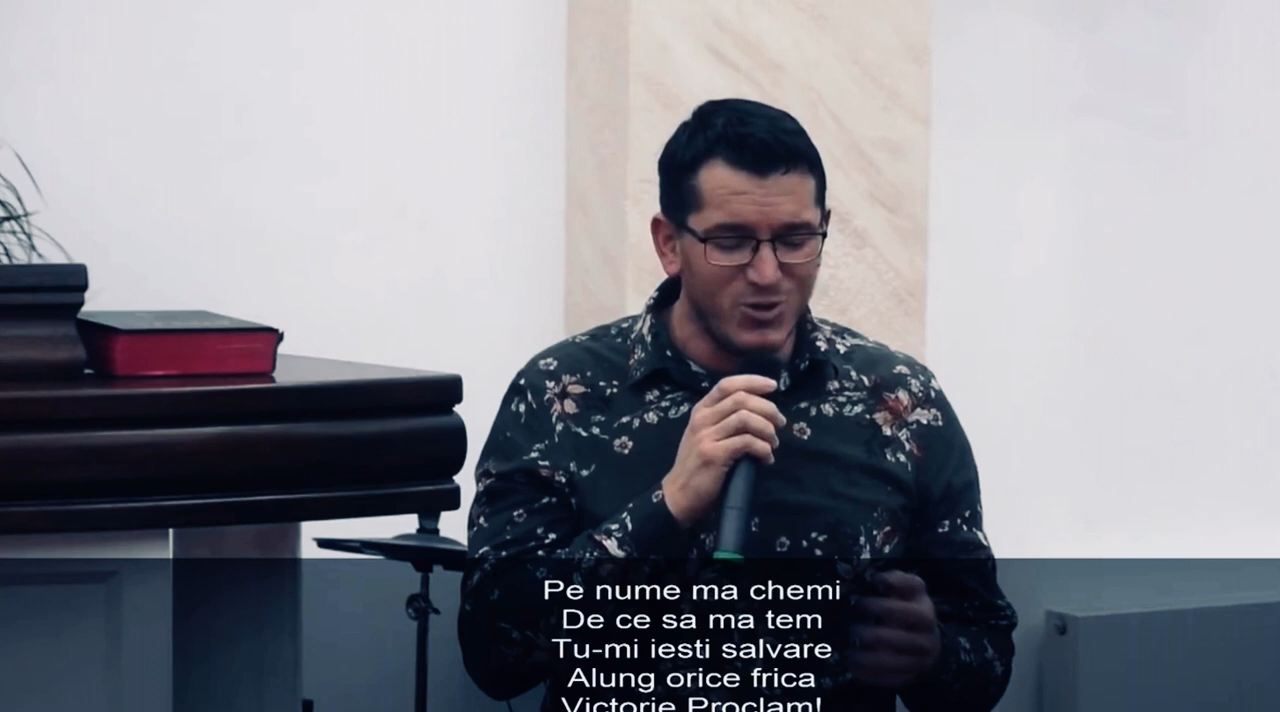 Pe nume ma chemi
De ce sa ma tem
Tu-mi iesti salvare
Alung orice frica
Victorie Proclam!